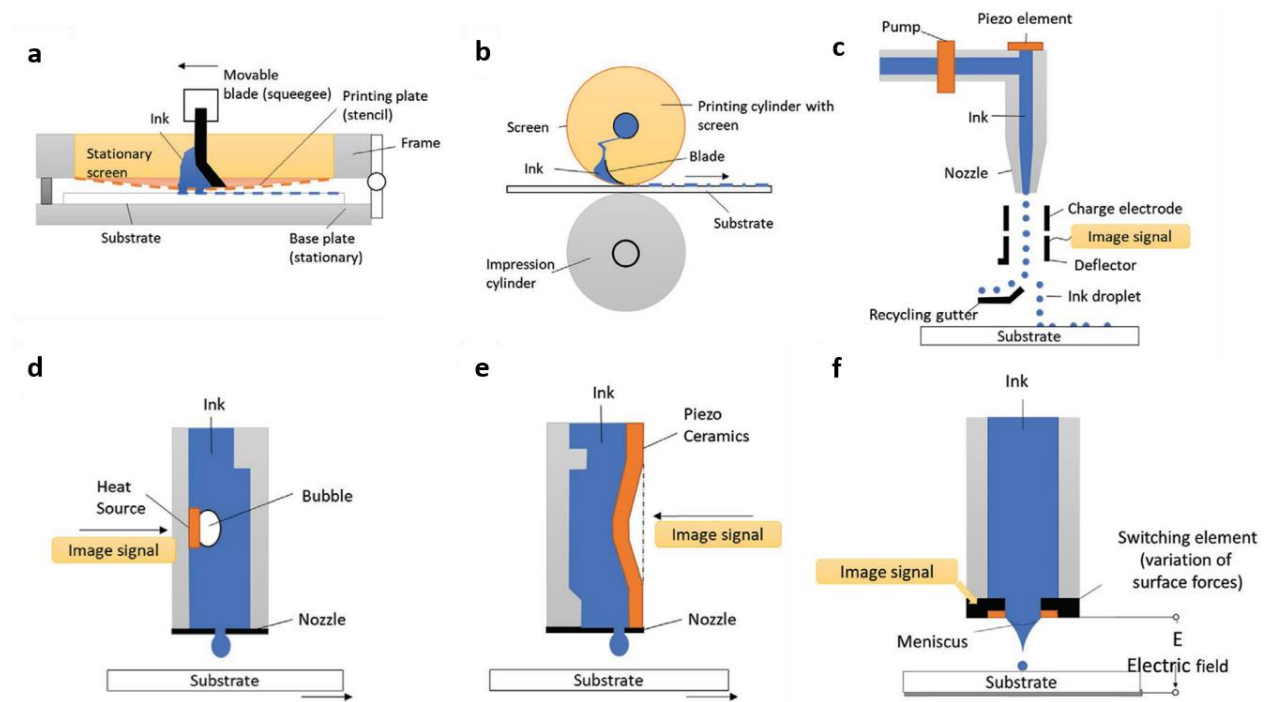 a
Movable
blade (squeegee)
Printing plate
(stencil)
Ink
Frame
Stationary
screen
Substrate
Base plate
(stationary)
b
Screen
Printing cylinder with
screen
Ink
Blade
Substrate
Impression
cylinder
c
Pump
Piezo element
Ink
Nozzle
Charge electrode
Image signal
Deflector
Ink droplet
Recycling gutter
Substrate
d
Ink
Heat
Source
Bubble
Image signal
Nozzle
Substrate
e
Ink
Piezo
Ceramics
Image signal
Nozzle
Substrate
f
Ink
Switching element
(variation of
surface forces)
Image signal
Meniscus
E
Electric field
Substrate